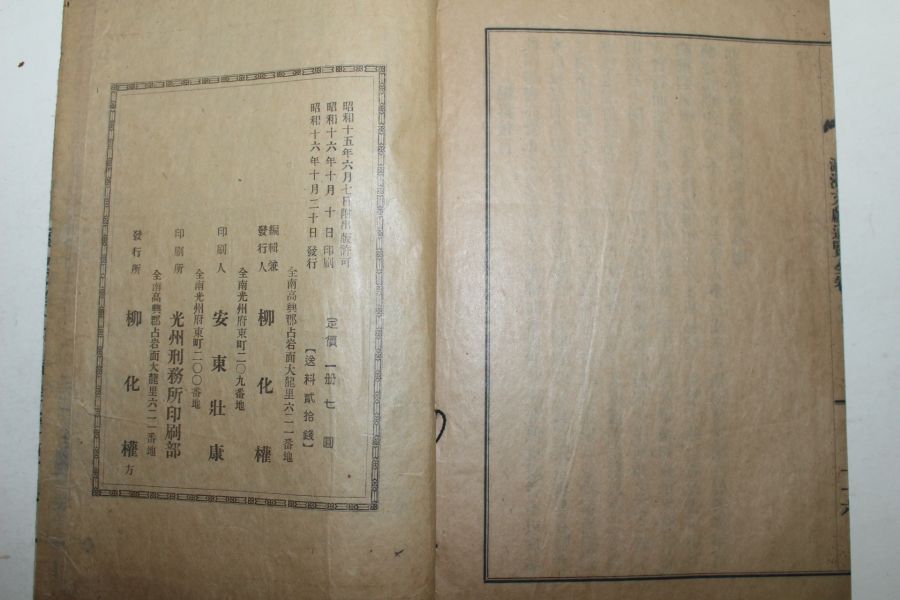 昭和十五年六月七日附出版許可
昭和十六年十月 十日 印刷
昭和十六年十月二十日 發行
定價一册七圓
【送料貳拾錢】
全南高興郡占岩面大龍里六二一番地
編輯兼
發行人 柳化權
全南光州府東町二〇九番地
印刷人 安東壯康
全南光州府東町二〇〇番地
印刷所 光州刑務所印刷部
全南高興郡占岩面大龍里六二一番地
發行所 柳化權方